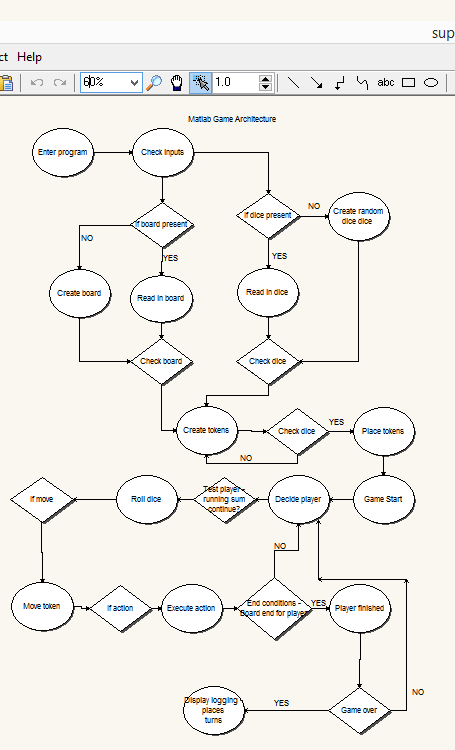 sup
ct Help
60%
1.0
abc
Matlab Game Architecture
Enter program
Check Inputs
If board present
If dice present
NO
Create random
dice dice
NO
YES
YES
Create board
Read in board
Read in dice
Check board
Check dice
Create tokens
Check dice
YES
Place tokens
NO
If move
Roll dice
Test player -
running sum
continue?
Decide player
Game Start
NO
Move token
If action
Execute action
End conditions -
Board end for player
YES
Player finished
Display logging -
places
turns
YES
Game over
NO